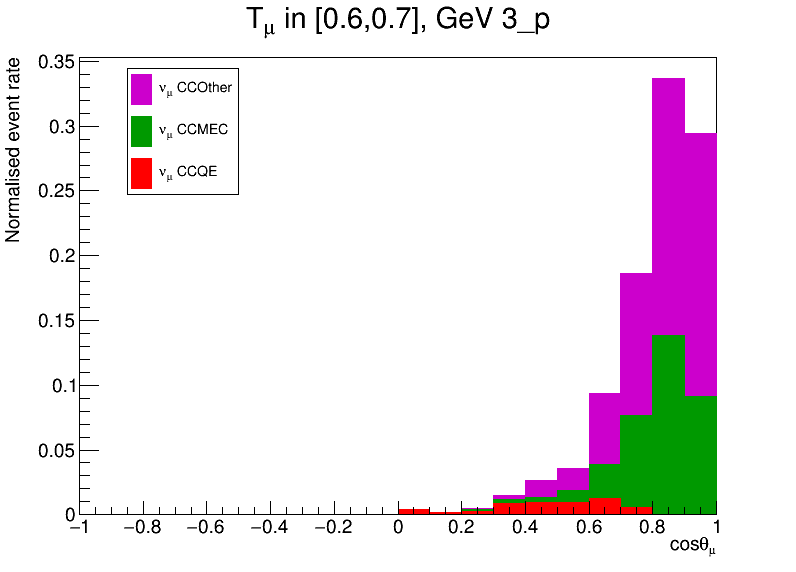 Tμ in [0.6,0.7], GeV 3_p
Normalised event rate
0.35
0.3
0.25
0.2
0.15
0.1
0.05
0
νμ CCOther
νμ CCMEC
νμ CCQE
−1 −0.8 −0.6 −0.4 −0.2 0 0.2 0.4 0.6 0.8 1
cosθμ